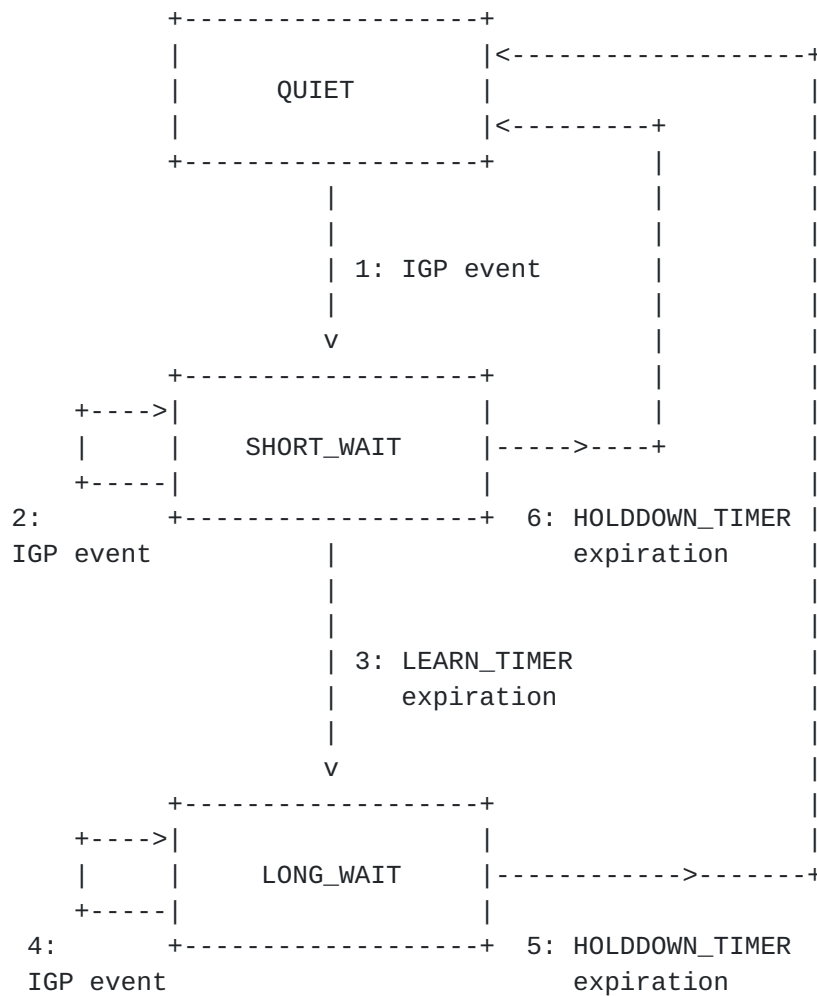 QUIET
1: IGP event
SHORT_WAIT
2: 6: HOLDDOWN_TIMER
IGP event expiration
3: LEARN_TIMER
expiration
LONG_WAIT
4: 5: HOLDDOWN_TIMER
IGP event expiration